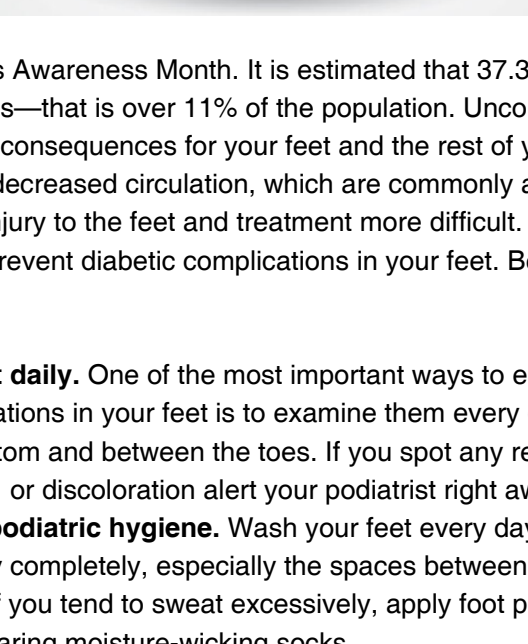 s Awareness Month. It is estimated that 37.3
s—that is over 11% of the population. Unco
consequences for your feet and the rest of y
decreased circulation, which are commonly a
jury to the feet and treatment more difficult.
revent diabetic complications in your feet. Be
t daily. One of the most important ways to e
ations in your feet is to examine them every
tom and between the toes. If you spot any re
or discoloration alert your podiatrist right aw
podiatric hygiene. Wash your feet every day
y completely, especially the spaces between
f you tend to sweat excessively, apply foot p
aring moisture-wicking socks.